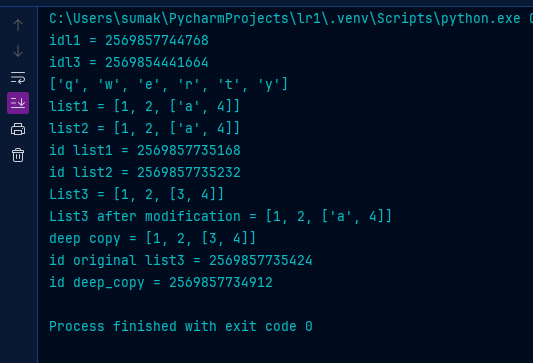 C:\Users\sumak\PycharmProjects\lr1\.venv\Scripts\python.exe
idl1 = 2569857744768
idl3 = 2569854441664
['q', 'w', 'e', 'r', 't', 'y']
list1 = [1, 2, ['a', 4]]
list2 = [1, 2, ['a', 4]]
id list1 = 2569857735168
id list2 = 2569857735232
List3 = [1, 2, [3, 4]]
List3 after modification = [1, 2, ['a', 4]]
deep copy = [1, 2, [3, 4]]
id original list3 = 2569857735424
id deep_copy = 2569857734912
Process finished with exit code 0